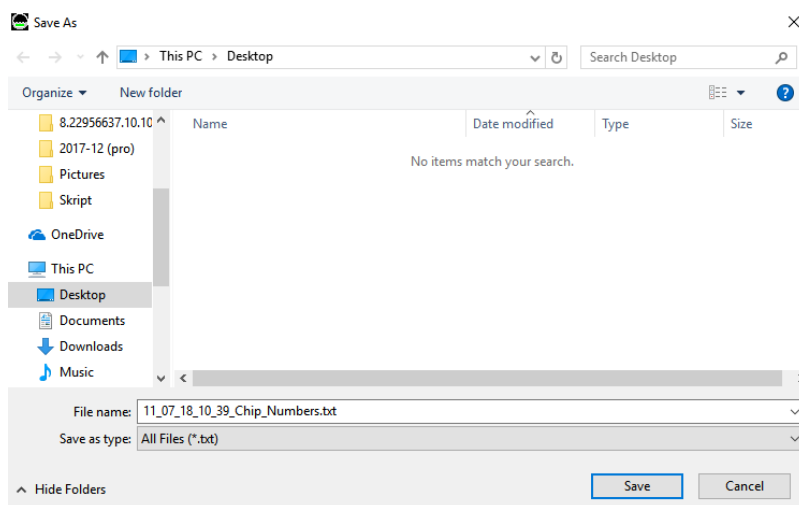 Save As
This PC > Desktop
Search Desktop
Organize
New folder
Name
Date modified
Type
Size
No items match your search.
8.22956637.10.10
2017-12 (pro)
Pictures
Skript
OneDrive
This PC
Desktop
Documents
Downloads
Music
File name: 11_07_18_10_39_Chip_Numbers.txt
Save as type: All Files (*.txt)
Hide Folders
Save
Cancel